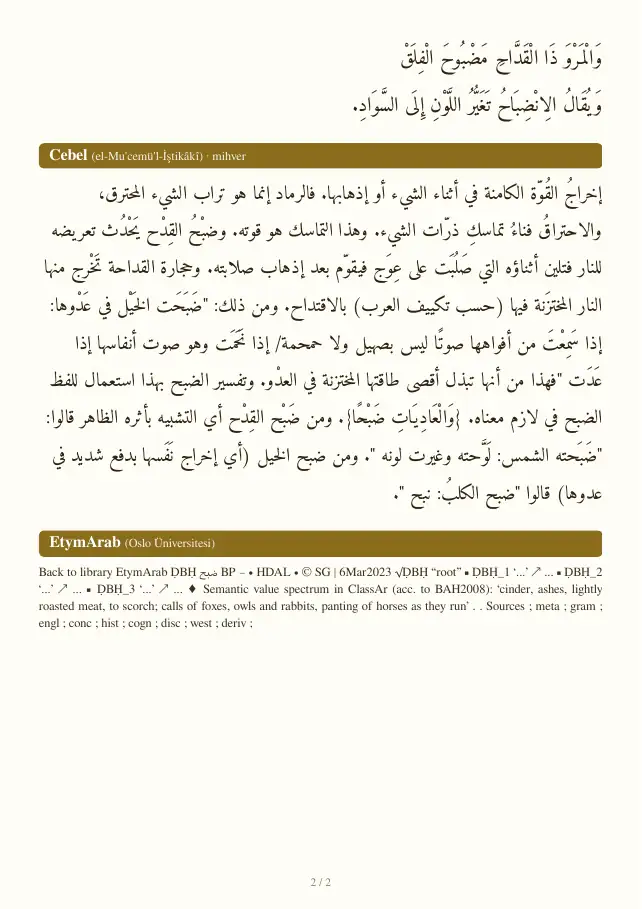 وَالْمَرْوَ ذَا الْقَدَّاحِ مَضْبُوحَ الْفِلَقْ
وَيُقَالُ الِانْضِبَاحُ تَغَيُّرُ اللَّوْنِ إِلَى السَّوَادِ.
Cebel (el-Mu'cemü'l-İştikâkî) · mihver
إخراجُ القُوّة الكامنة في أثناء الشيء أو إذهابها. فالرماد إنما هو تراب الشيء المحترق،
والاحتراقُ فناءُ تماسكِ ذرّات الشيء. وهذا التماسك هو قوته. وضبْحُ القِدْح يَحْدُث تعريضه
للنار فتلين أثناؤه التي صَلُبَت على عِوَج فيقوّم بعد إذهاب صلابته. وحجارة القداحة تَخْرج منها
النار المختزَنة فيها (حسب تكييف العرب) بالاقتداح. ومن ذلك: "ضَبَحَت الخَيْل في عَدْوها:
إذا سَمِعْتَ من أفواهها صوتًا ليس بصهيل ولا حمحمة/ إذا نَحَمَت وهو صوت أنفاسها إذا
عَدَت "فهذا من أنها تبذل أقصى طاقتها المختزنة في العدْو. وتفسير الضبح بهذا استعمال للفظ
الضبح في لازم معناه. {وَالْعَادِيَاتِ ضَبْحًا}. ومن ضَبْح القِدْح أي التشبيه بأثره الظاهر قالوا:
"ضَبَحته الشمس: لَوَّحته وغيرت لونه ". ومن ضبح الخيل (أي إخراج نَفَسها بدفع شديد في
عدوها) قالوا "ضبح الكلبُ: نبح ".
EtymArab (Oslo Üniversitesi)
Back to library EtymArab ḌBḤ ضبح BP – • HDAL • © SG | 6Mar2023 √ḌBḤ “root” ▪ ḌBḤ_1 ‘...’ ↗ ... ▪ ḌBḤ_2
‘...’ ↗ ... ▪ ḌBḤ_3 ‘...’ ↗ ... ♦ Semantic value spectrum in ClassAr (acc. to BAH2008): ‘cinder, ashes, lightly
roasted meat, to scorch; calls of foxes, owls and rabbits, panting of horses as they run’ . . Sources ; meta ; gram ;
engl ; conc ; hist ; cogn ; disc ; west ; deriv ;
2 / 2